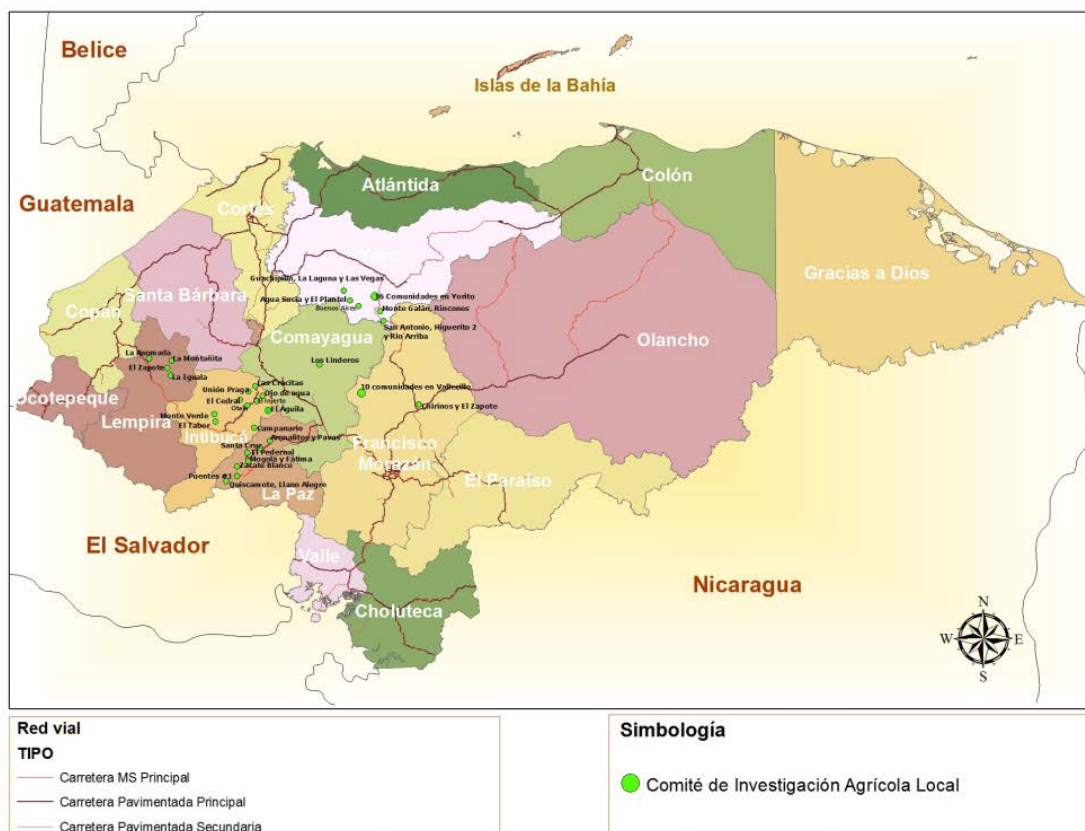 Belice
Islas de la Bahía
Guatemala
Atlántida
Colón
Cortés
Gracias a Dios
Santa Bárbara
Copán
Guachipilín, La Laguna y Las Vegas
Agua Sucia y El Plantel
16 Comunidades en Yorito
Buenos Aires
Monte Galán, Rincones
San Antonio, Higuerito 2
y Rio Arriba
Comayagua
Olancho
La Montañita
El Zapote
La Iguala
Los Linderos
Ocotepeque
Las Crucitas
Unión Praga
Ojo de agua
El Cedral
10 comunidades en Vallecillo
Chirinos y El Zapote
El Águila
Monte Verde
El Tabor
Lempira
Intibucá
Campanario
Francisco
Morazán
Santa Cruz
El Pedernal
Mogola y Fátima
Zacate Blanco
Quiscamote, Llano Alegre
La Paz
El Paraíso
El Salvador
Valle
Choluteca
Nicaragua
N
W
E
S
Red vial
TIPO
Carretera MS Principal
Carretera Pavimentada Principal
Carretera Pavimentada Secundaria
Simbología
Comité de Investigación Agrícola Local